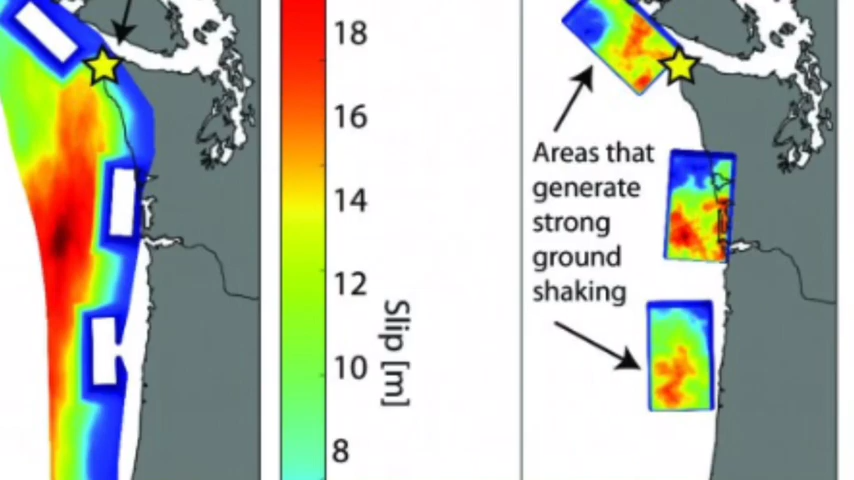 18
16
14
12
10
8
Slip [m]
Areas that
generate
strong
ground
shaking